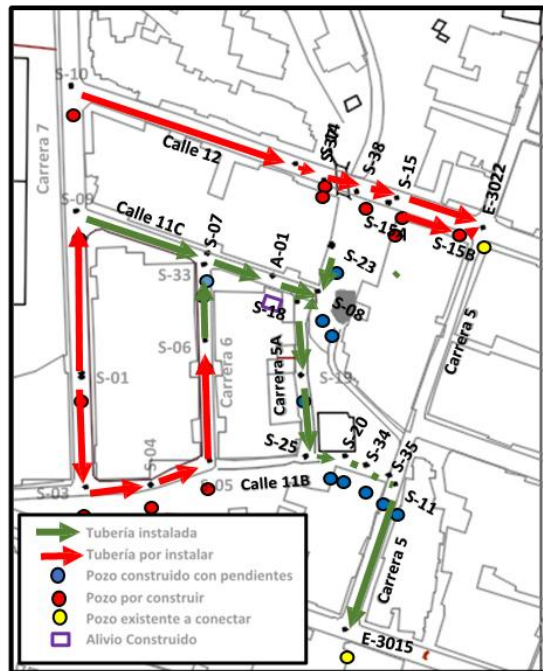 S-10
Carrera 7
Calle 12
S-38
S-15
E-3022
S-09
Calle 11C
S-07
A-01
S-15A
S-15B
S-23
S-33
S-18
S-08
S-06
Carrera 6
Carrera 5A
Carrera 5
S-01
S-19
S-04
S-25
S-20
S-34
S-35
S-03
S-05
Calle 11B
S-11
Carrera 5
Tubería instalada
Tubería por instalar
Pozo construido con pendientes
Pozo por construir
Pozo existente a conectar
Alivio Construido
E-3015